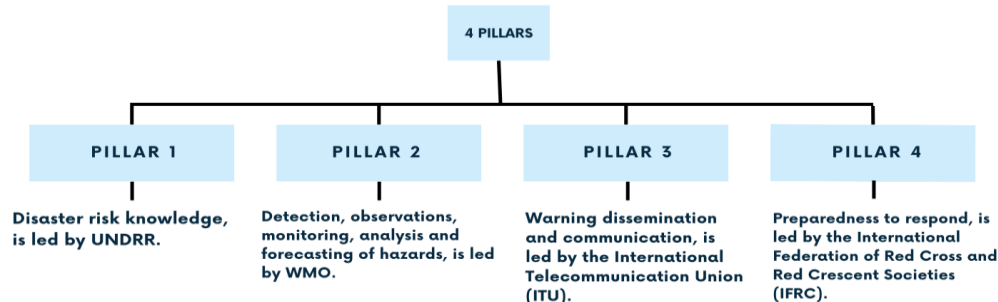 4 PILLARS
PILLAR 1
Disaster risk knowledge,
is led by UNDRR.
PILLAR 2
Detection, observations,
monitoring, analysis and
forecasting of hazards, is led
by WMO.
PILLAR 3
Warning dissemination
and communication, is
led by the International
Telecommunication Union
(ITU).
PILLAR 4
Preparedness to respond, is
led by the International
Federation of Red Cross and
Red Crescent Societies
(IFRC).